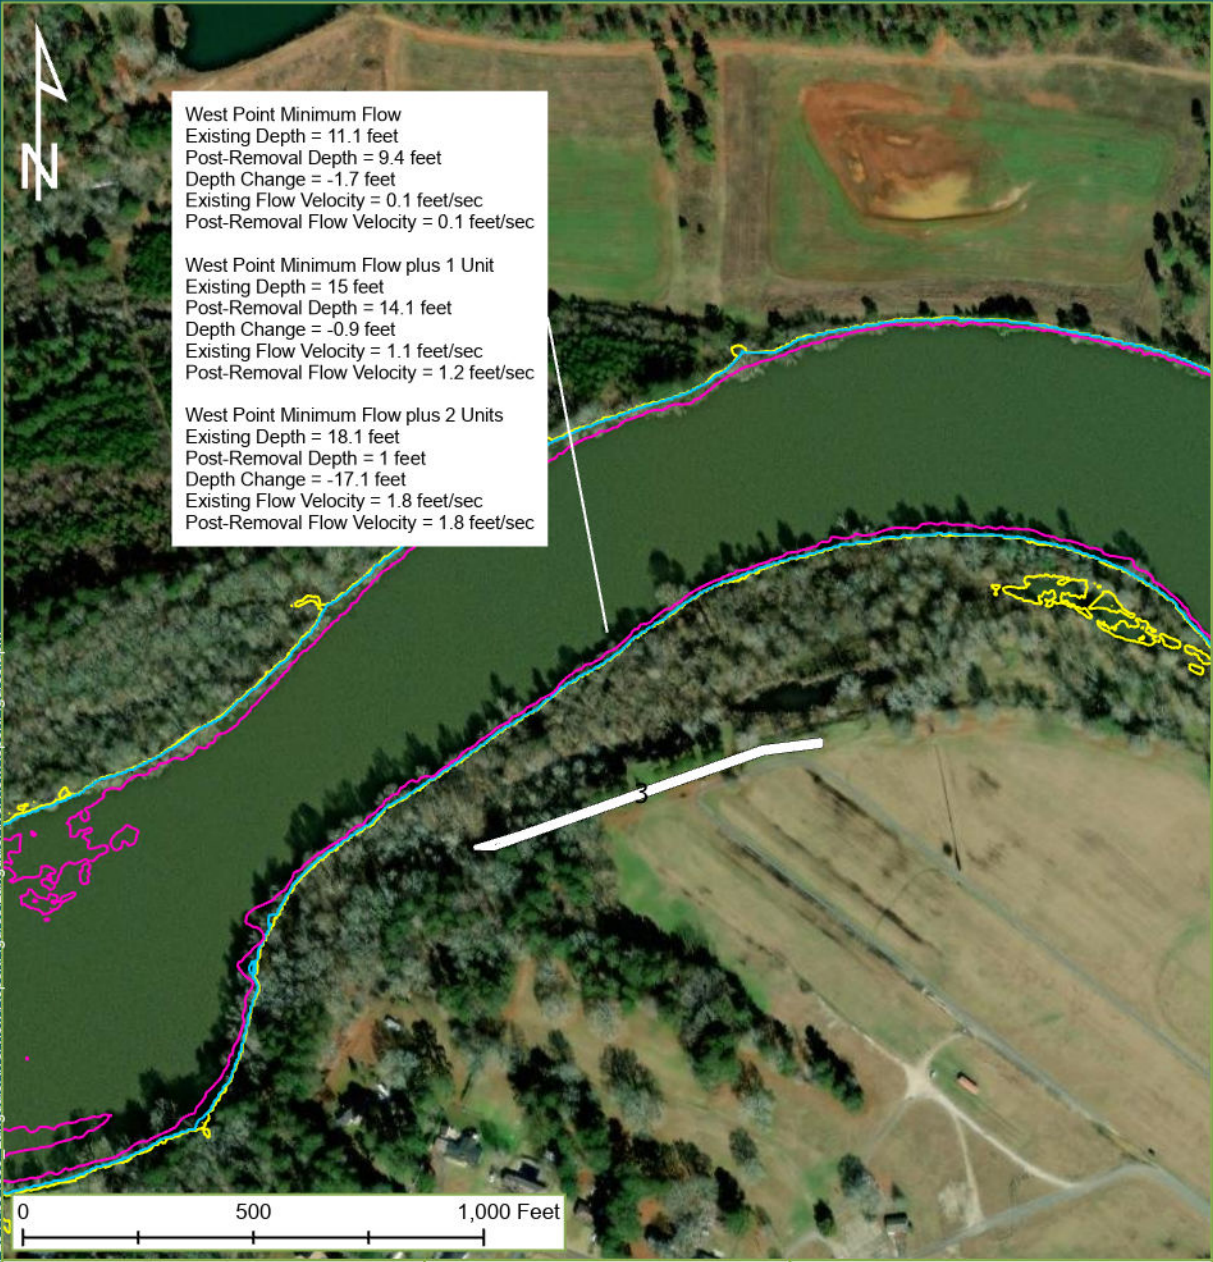 N
West Point Minimum Flow
Existing Depth = 11.1 feet
Post-Removal Depth = 9.4 feet
Depth Change = -1.7 feet
Existing Flow Velocity = 0.1 feet/sec
Post-Removal Flow Velocity = 0.1 feet/sec
West Point Minimum Flow plus 1 Unit
Existing Depth = 15 feet
Post-Removal Depth = 14.1 feet
Depth Change = -0.9 feet
Existing Flow Velocity = 1.1 feet/sec
Post-Removal Flow Velocity = 1.2 feet/sec
West Point Minimum Flow plus 2 Units
Existing Depth = 18.1 feet
Post-Removal Depth = 1 feet
Depth Change = -17.1 feet
Existing Flow Velocity = 1.8 feet/sec
Post-Removal Flow Velocity = 1.8 feet/sec
3
0 500 1,000 Feet